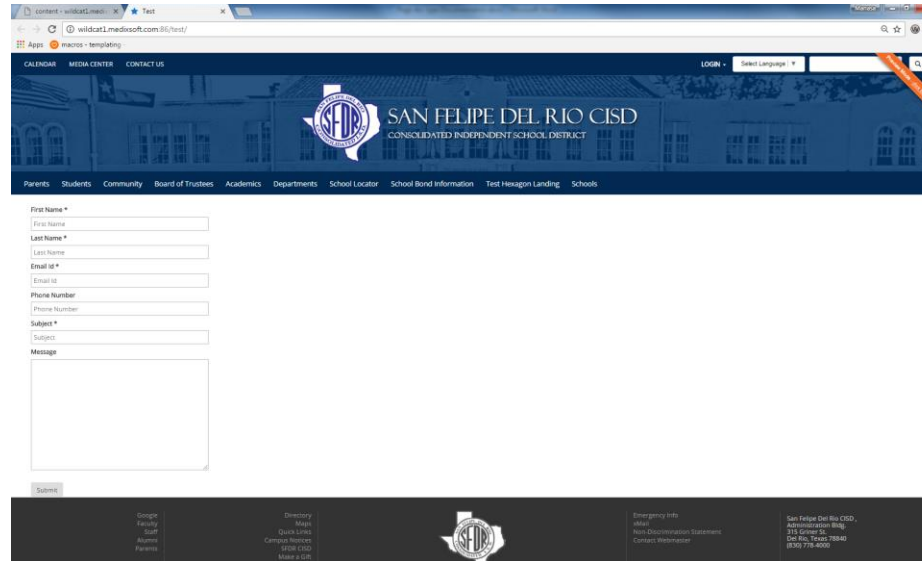 content - wildcat1.medi
Test
wildcat1.medixsoft.com:86/test/
Apps
macros - templating
CALENDAR MEDIA CENTER CONTACT US
LOGIN
Select Language ▼
SFDR
CONSOLIDATED
SAN FELIPE DEL RIO CISD
CONSOLIDATED INDEPENDENT SCHOOL DISTRICT
Parents Students Community Board of Trustees Academics Departments School Locator School Bond Information Test Hexagon Landing Schools
First Name *
First Name
Last Name *
Last Name
Email Id *
Email Id
Phone Number
Phone Number
Subject *
Subject
Message
Submit
Google
Faculty
Staff
Alumni
Parents
Directory
Maps
Quick Links
Campus Notices
SFDR CISD
Make a Gift
SFDR
Emergency Info
vMail
Non-Discrimination Statement
Contact Webmaster
San Felipe Del Rio CISD ,
Administration Bldg.
315 Griner St.
Del Rio, Texas 78840
(830) 778-4000